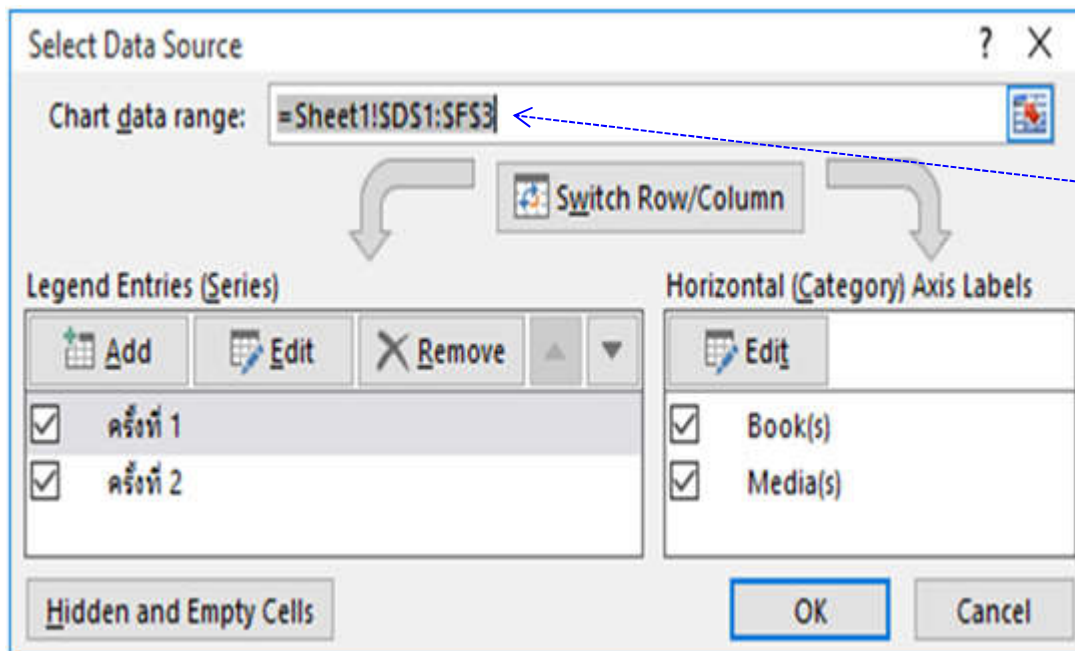 Select Data Source ? X
Chart data range: =Sheet1!$D$1:$F$3
Switch Row/Column
Legend Entries (Series)
Horizontal (Category) Axis Labels
Add Edit Remove
Edit
ครั้งที่ 1
Book(s)
ครั้งที่ 2
Media(s)
Hidden and Empty Cells
OK Cancel